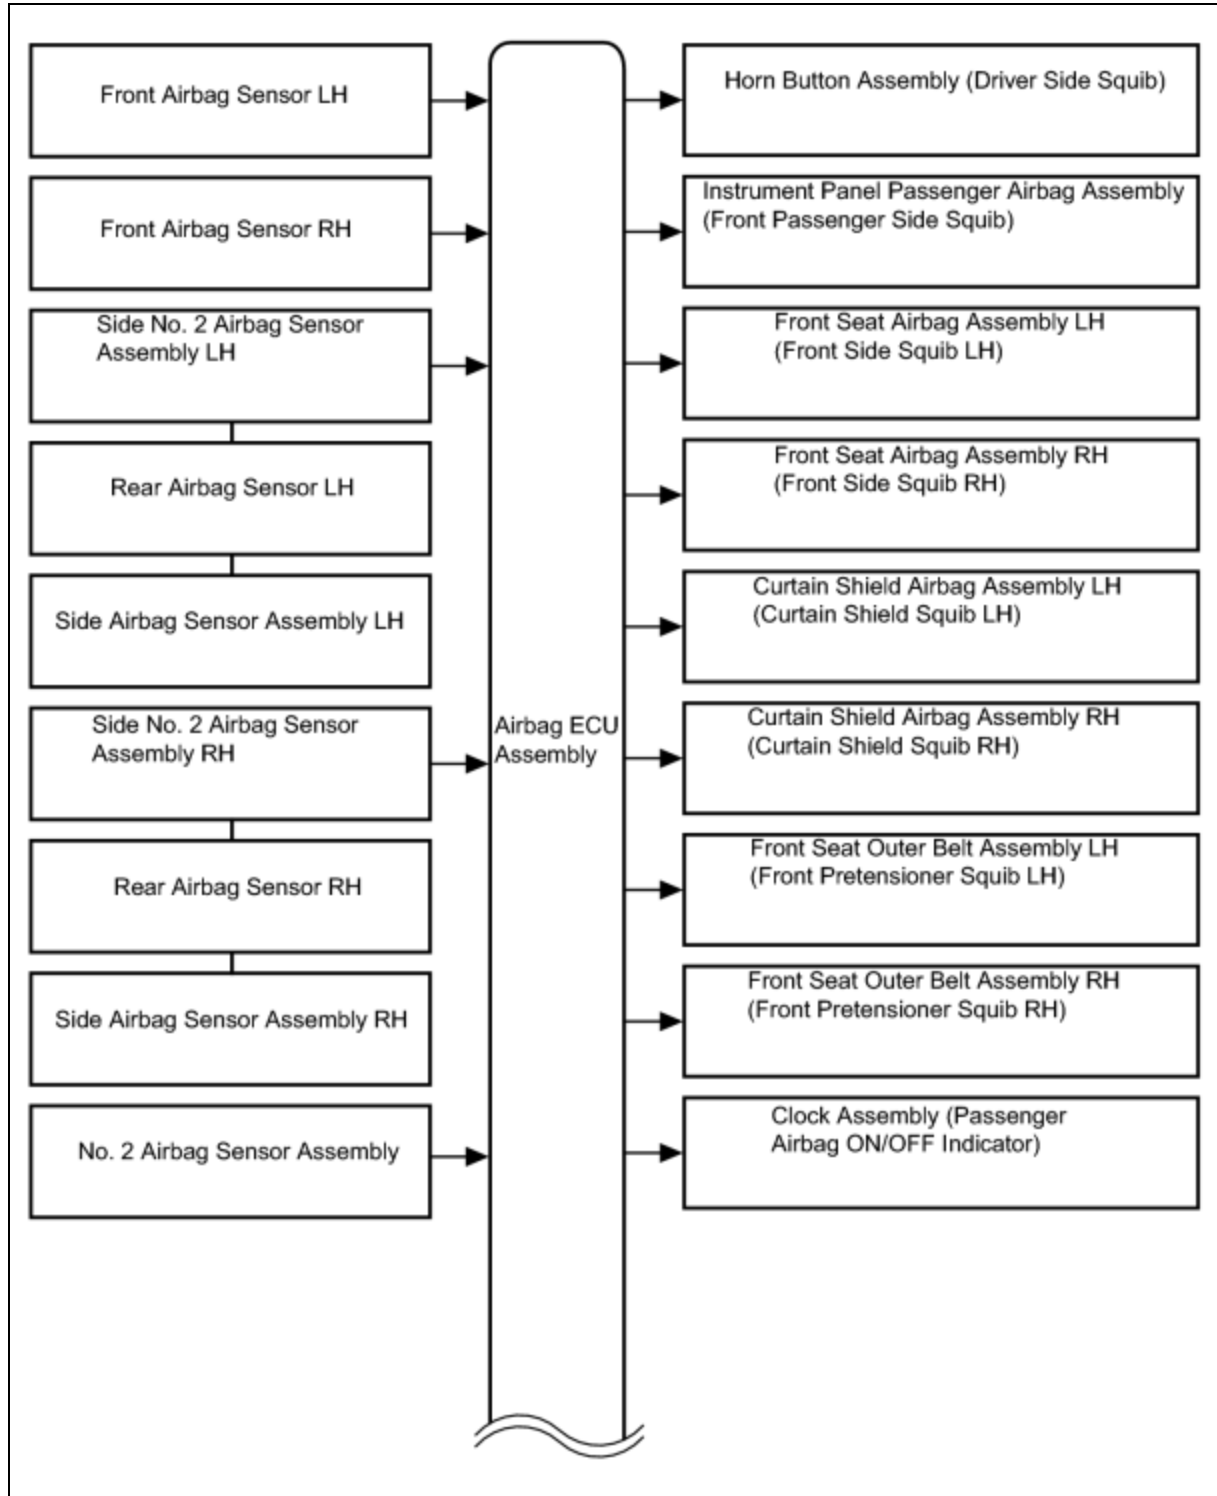 Front Airbag Sensor LH
Front Airbag Sensor RH
Side No. 2 Airbag Sensor
Assembly LH
Rear Airbag Sensor LH
Side Airbag Sensor Assembly LH
Side No. 2 Airbag Sensor
Assembly RH
Rear Airbag Sensor RH
Side Airbag Sensor Assembly RH
No. 2 Airbag Sensor Assembly
Airbag ECU
Assembly
Horn Button Assembly (Driver Side Squib)
Instrument Panel Passenger Airbag Assembly
(Front Passenger Side Squib)
Front Seat Airbag Assembly LH
(Front Side Squib LH)
Front Seat Airbag Assembly RH
(Front Side Squib RH)
Curtain Shield Airbag Assembly LH
(Curtain Shield Squib LH)
Curtain Shield Airbag Assembly RH
(Curtain Shield Squib RH)
Front Seat Outer Belt Assembly LH
(Front Pretensioner Squib LH)
Front Seat Outer Belt Assembly RH
(Front Pretensioner Squib RH)
Clock Assembly (Passenger
Airbag ON/OFF Indicator)